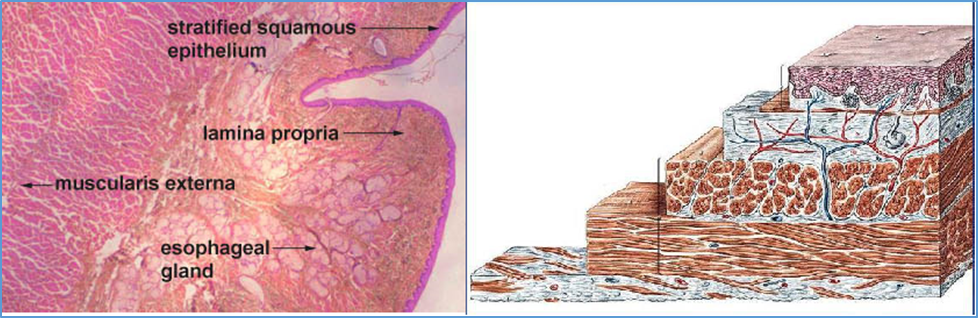 stratified squamous
epithelium
lamina propria
muscularis externa
esophageal
gland